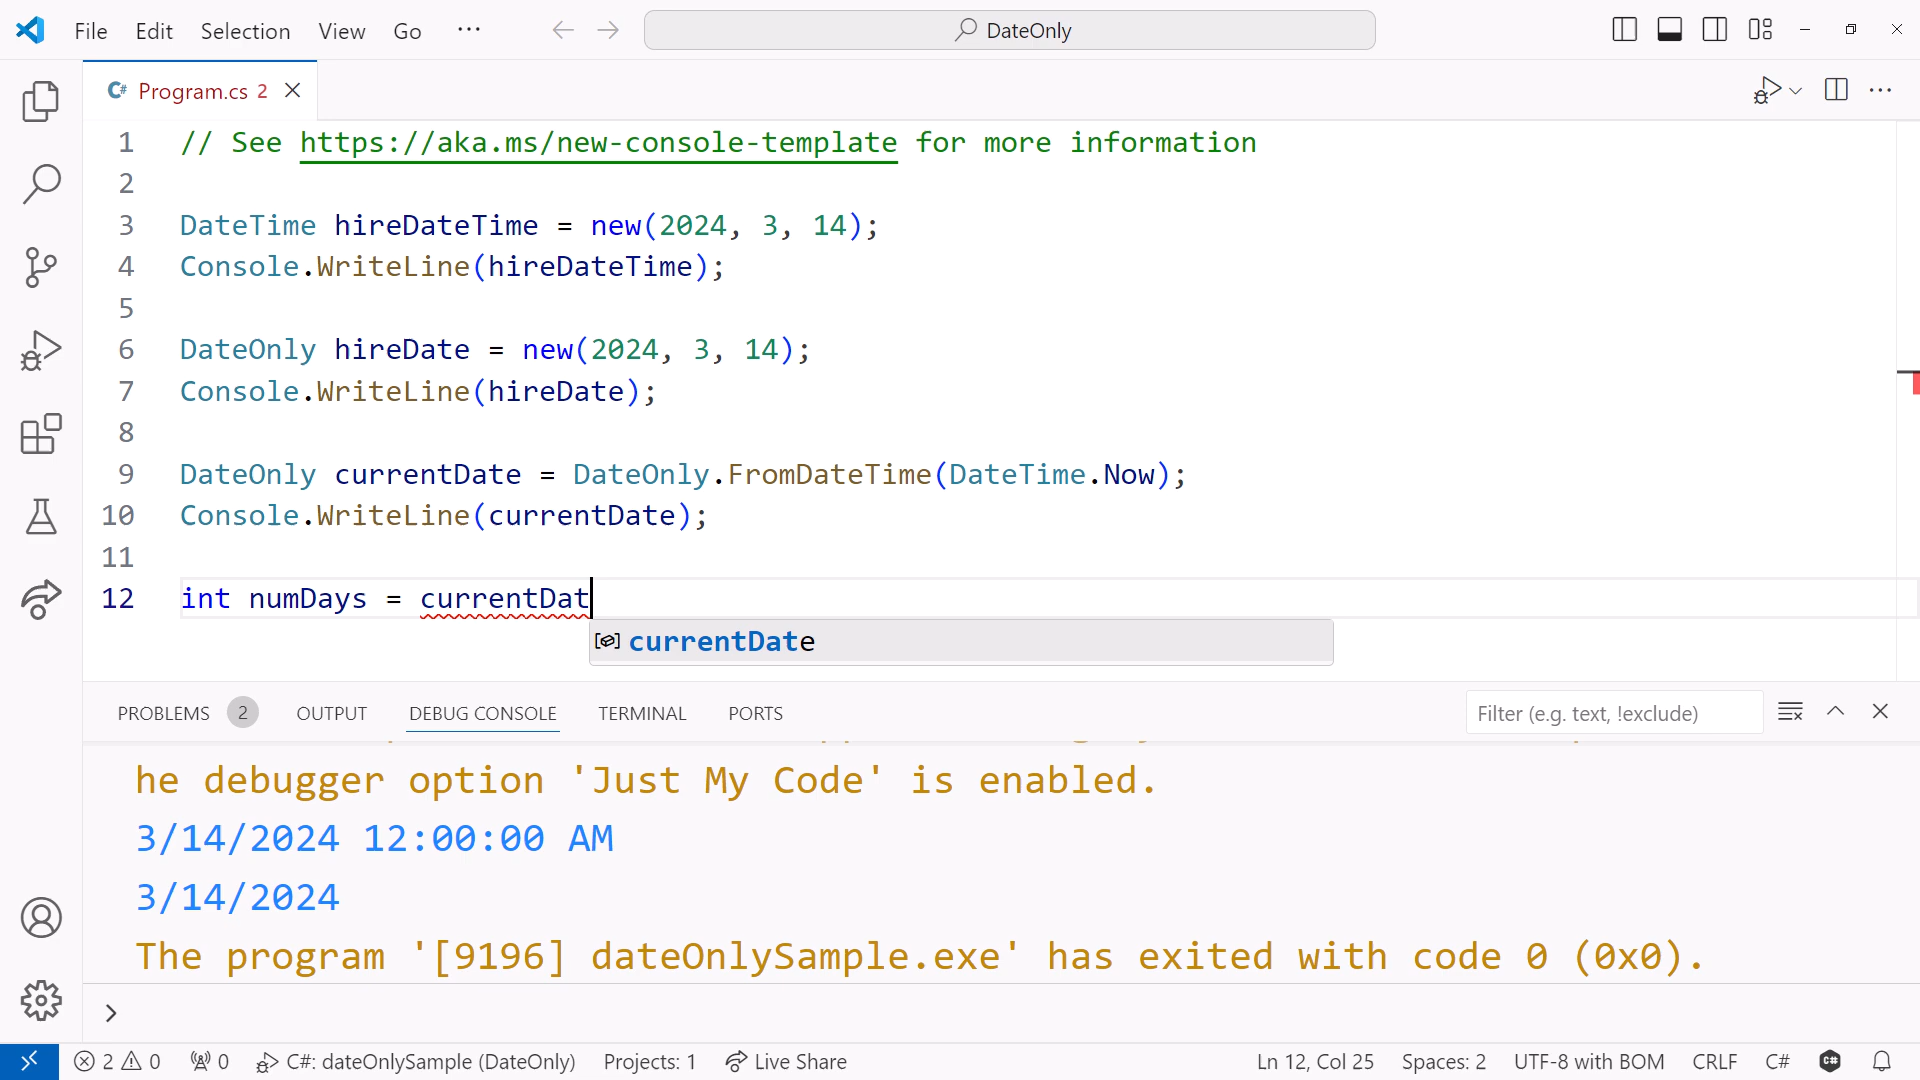 File Edit Selection View Go ··· DateOnly
C# Program.cs 2
1 // See https://aka.ms/new-console-template for more information
2
3 DateTime hireDateTime = new(2024, 3, 14);
4 Console.WriteLine(hireDateTime);
5
6 DateOnly hireDate = new(2024, 3, 14);
7 Console.WriteLine(hireDate);
8
9 DateOnly currentDate = DateOnly.FromDateTime(DateTime.Now);
10 Console.WriteLine(currentDate);
11
12 int numDays = currentDat
currentDate
PROBLEMS 2 OUTPUT DEBUG CONSOLE TERMINAL PORTS Filter (e.g. text, !exclude)
he debugger option 'Just My Code' is enabled.
3/14/2024 12:00:00 AM
3/14/2024
The program '[9196] dateOnlySample.exe' has exited with code 0 (0x0).
>
2 0 0 C#: dateOnlySample (DateOnly) Projects: 1 Live Share Ln 12, Col 25 Spaces: 2 UTF-8 with BOM CRLF C#